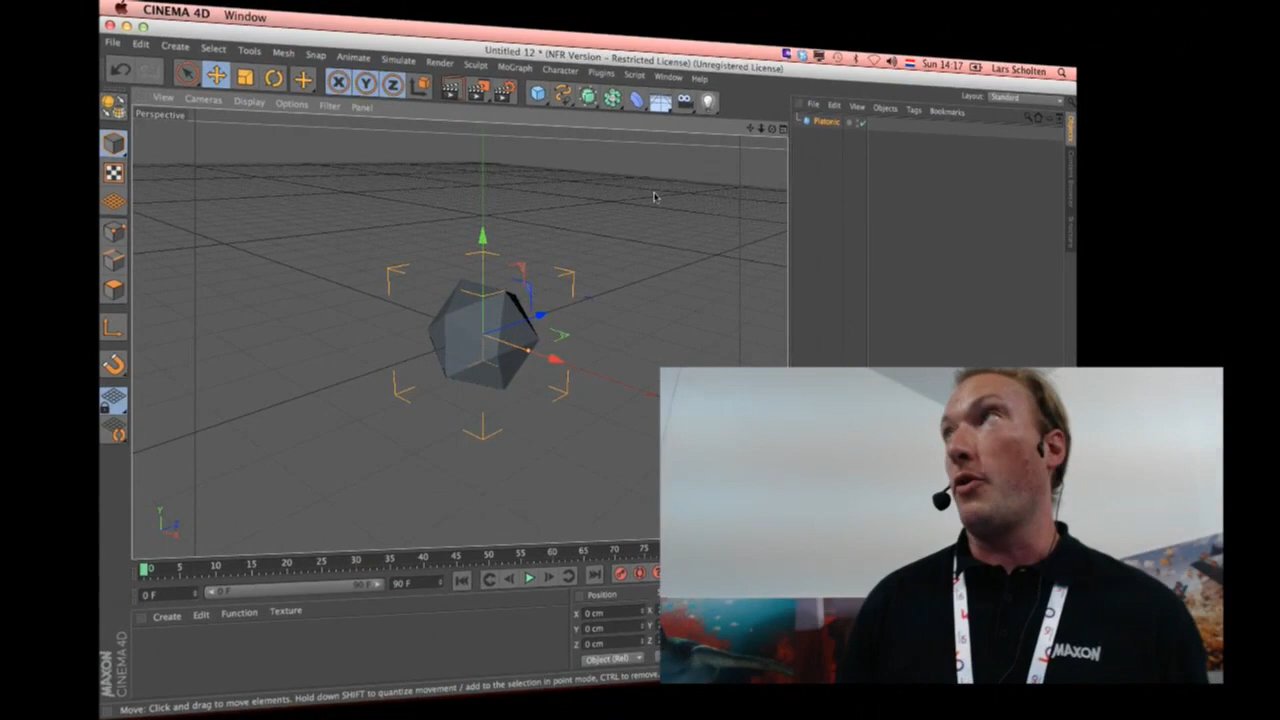 CINEMA 4D Window
Untitled 12 * (NFR Version - Restricted License) (Unregistered License)
Sun 14:17 Lars Scholten
File Edit Create Select Tools Mesh Snap Animate Simulate Render Sculpt MoGraph Character Plugins Script Window Help
Layout: Standard
X Y Z
View Cameras Display Options Filter Panel
File Edit View Objects Tags Bookmarks
Perspective
Platonic
Objects
Content Browser
Structure
Y
Z
0 5 10 15 20 25 30 35 40 45 50 55 60 65 70 75
0 F 0 F 90 F 90 F
Create Edit Function Texture
Position
X 0 cm X
Y 0 cm Y
Z 0 cm Z
Object (Rel)
MAXON
CINEMA 4D
Move: Click and drag to move elements. Hold down SHIFT to quantize movement / add to the selection in point mode, CTRL to remove.
MAXON